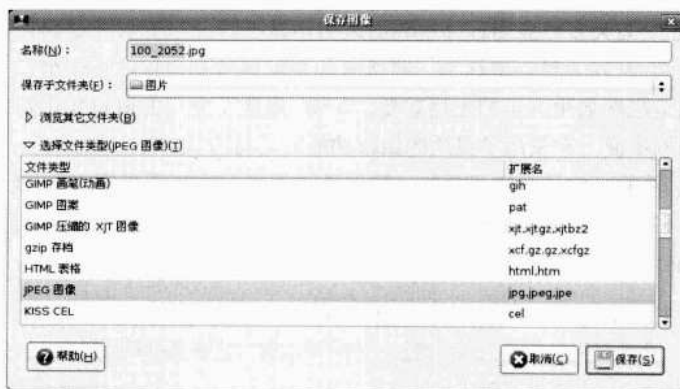 保存图像
名称(N)： 100_2052.jpg
保存于文件夹(F)： 图片
浏览其它文件夹(B)
选择文件类型(JPEG 图像)(T)
文件类型 扩展名
GIMP 画笔(动画) gih
GIMP 图案 pat
GIMP 压缩的 XJT 图像 xjt,xjtgz,xjtbz2
gzip 存档 xcf.gz,gz,xcfgz
HTML 表格 html,htm
JPEG 图像 jpg,jpeg,jpe
KISS CEL cel
帮助(H) 取消(C) 保存(S)